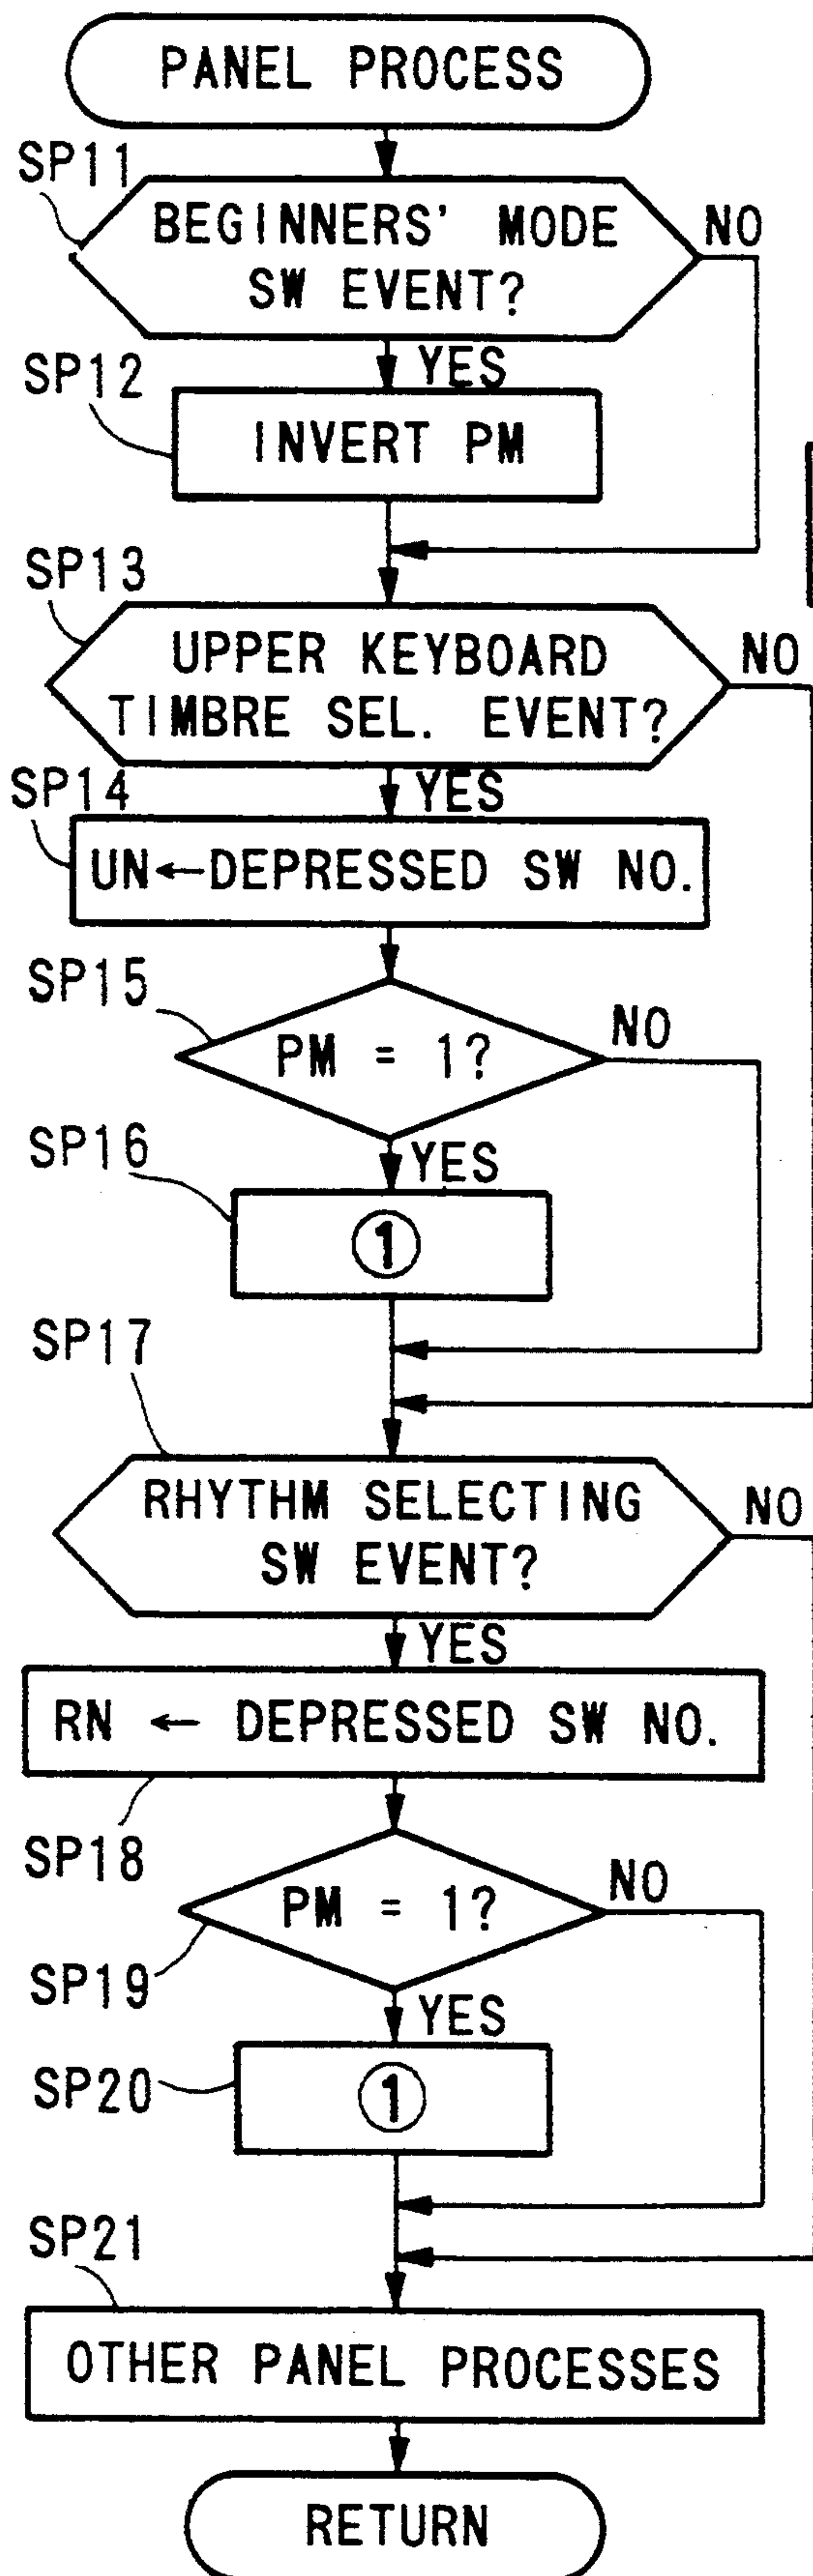 PANEL PROCESS
SP11
BEGINNERS' MODE
SW EVENT?
NO
YES
SP12
INVERT PM
SP13
UPPER KEYBOARD
TIMBRE SEL. EVENT?
NO
YES
SP14
UN←DEPRESSED SW NO.
SP15
PM = 1?
NO
YES
SP16
①
SP17
RHYTHM SELECTING
SW EVENT?
NO
YES
RN ← DEPRESSED SW NO.
SP18
PM = 1?
NO
SP19
YES
SP20
①
SP21
OTHER PANEL PROCESSES
RETURN